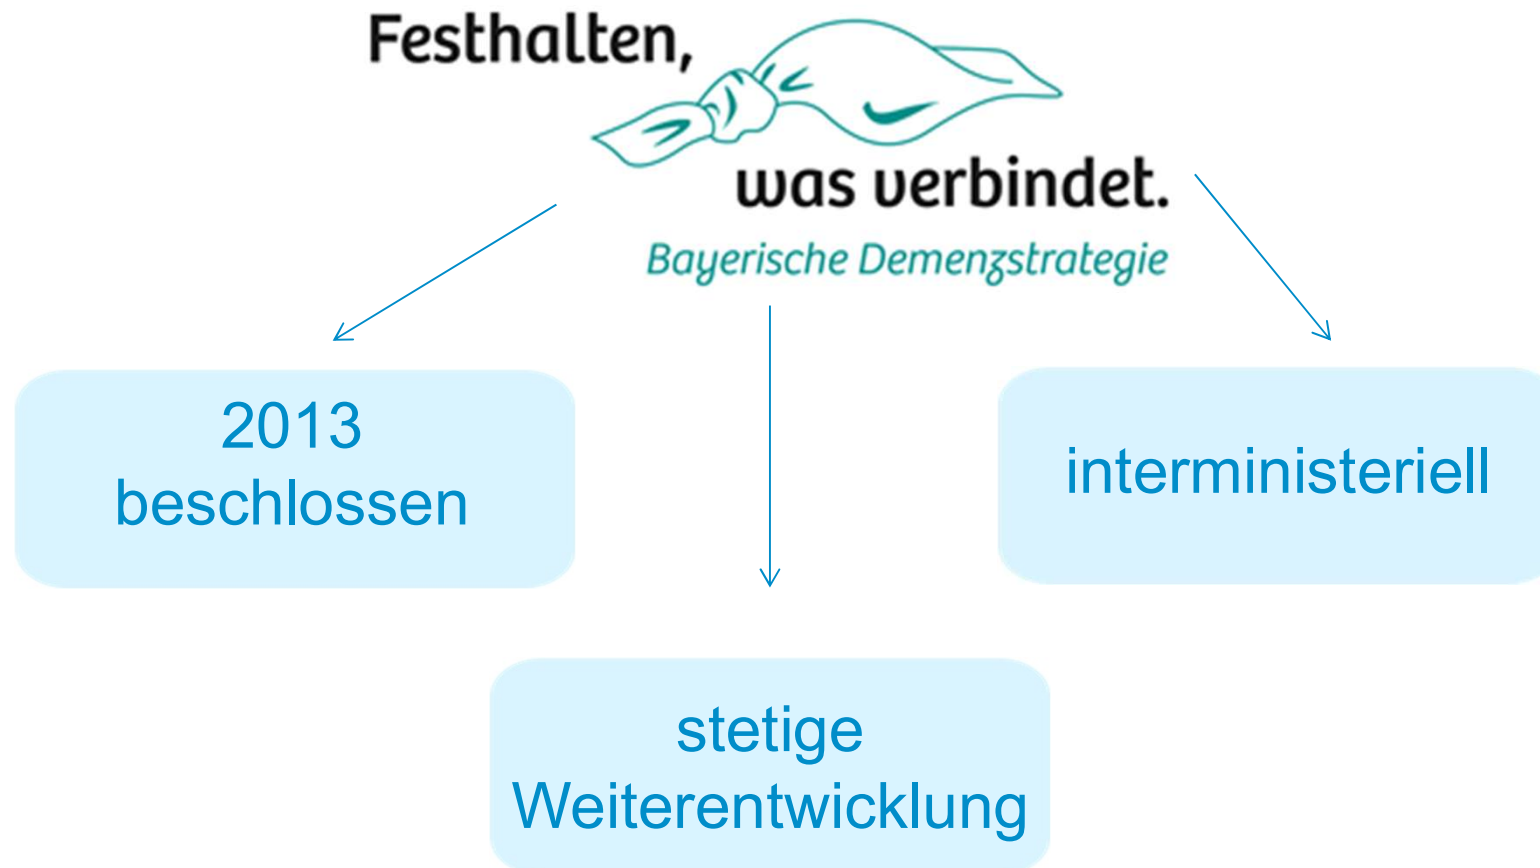 Festhalten,
was verbindet.
Bayerische Demenzstrategie
2013
beschlossen
interministeriell
stetige
Weiterentwicklung